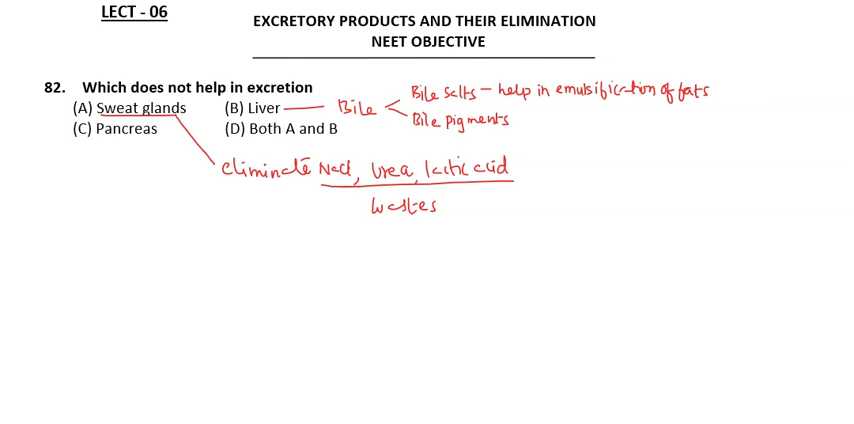 LECT - 06
EXCRETORY PRODUCTS AND THEIR ELIMINATION
NEET OBJECTIVE
82. Which does not help in excretion
(A) Sweat glands (B) Liver Bile Bile salts - help in emulsification of fats
(C) Pancreas (D) Both A and B Bile pigments
eliminate NaCl, Urea, lactic acid
wastes